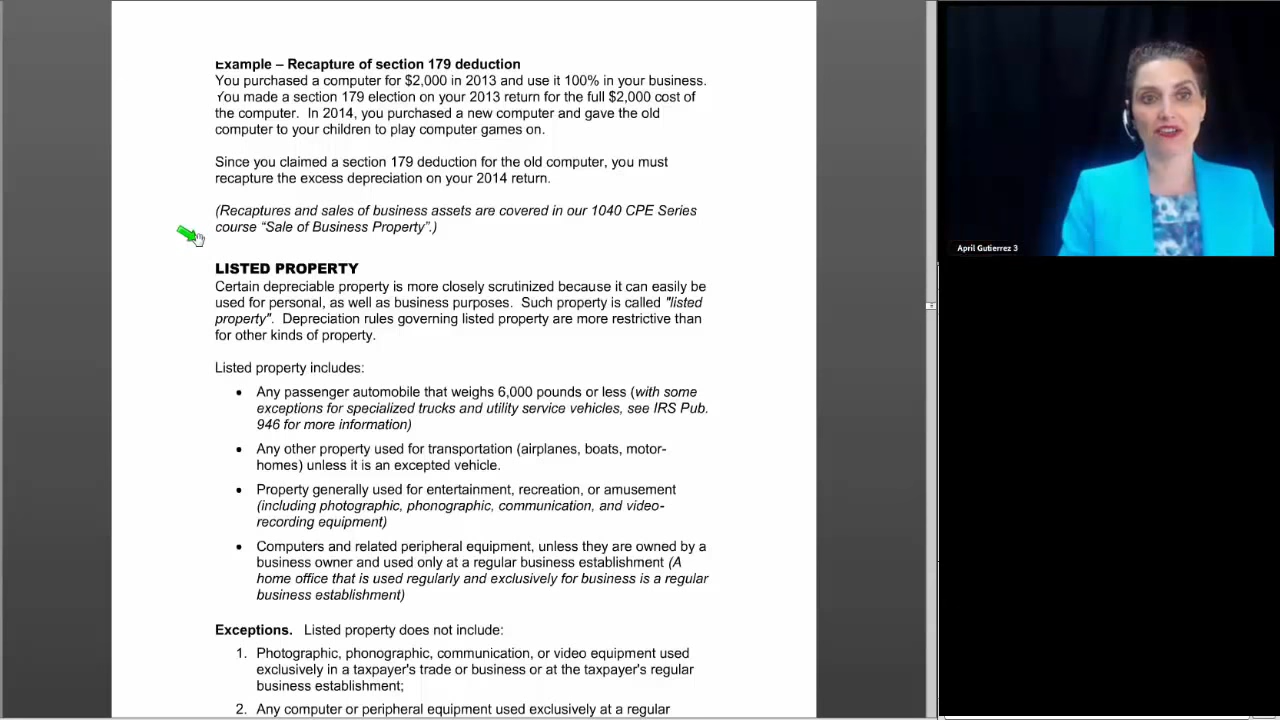 Example – Recapture of section 179 deduction
You purchased a computer for $2,000 in 2013 and use it 100% in your business.
You made a section 179 election on your 2013 return for the full $2,000 cost of
the computer.  In 2014, you purchased a new computer and gave the old
computer to your children to play computer games on.
Since you claimed a section 179 deduction for the old computer, you must
recapture the excess depreciation on your 2014 return.
(Recaptures and sales of business assets are covered in our 1040 CPE Series
course “Sale of Business Property”.)
LISTED PROPERTY
Certain depreciable property is more closely scrutinized because it can easily be
used for personal, as well as business purposes.  Such property is called "listed
property".  Depreciation rules governing listed property are more restrictive than
for other kinds of property.
Listed property includes:
• Any passenger automobile that weighs 6,000 pounds or less (with some
exceptions for specialized trucks and utility service vehicles, see IRS Pub.
946 for more information)
• Any other property used for transportation (airplanes, boats, motor-
homes) unless it is an excepted vehicle.
• Property generally used for entertainment, recreation, or amusement
(including photographic, phonographic, communication, and video-
recording equipment)
• Computers and related peripheral equipment, unless they are owned by a
business owner and used only at a regular business establishment (A
home office that is used regularly and exclusively for business is a regular
business establishment)
Exceptions.   Listed property does not include:
1. Photographic, phonographic, communication, or video equipment used
exclusively in a taxpayer's trade or business or at the taxpayer's regular
business establishment;
2. Any computer or peripheral equipment used exclusively at a regular
April Gutierrez 3